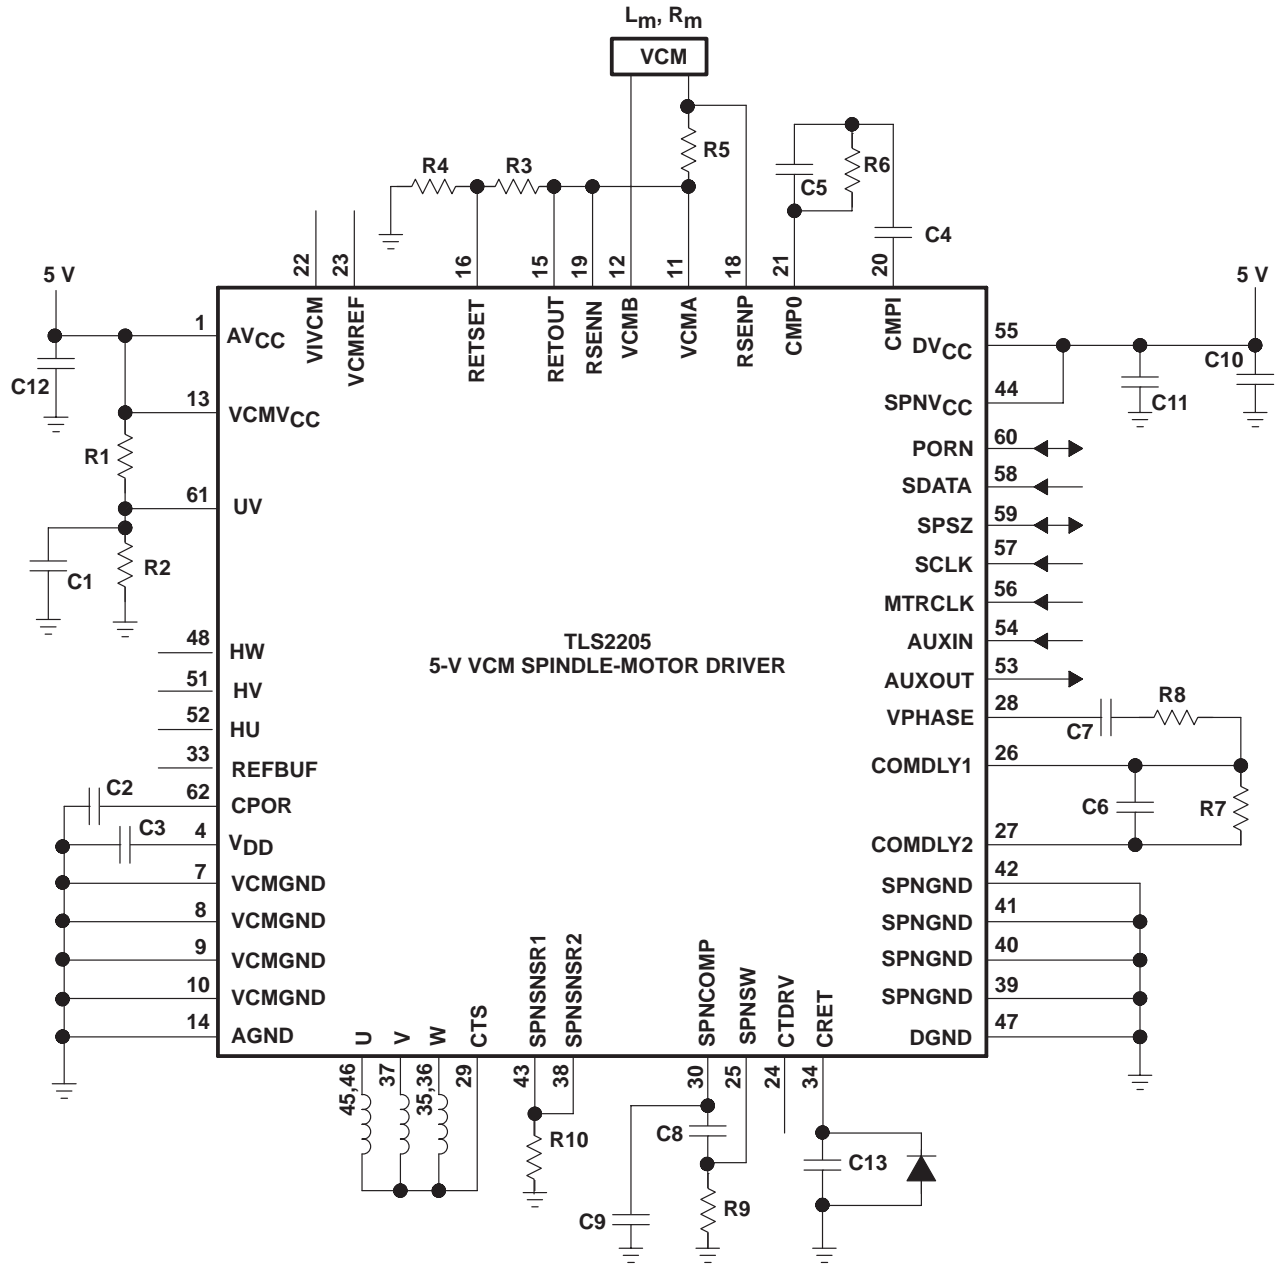 Lm, Rm
VCM
R5
R4
R3
C5
R6
C4
22
23
16
15
19
12
11
18
21
20
VIVCM
VCMREF
RETSET
RETOUT
RSENN
VCMB
VCMA
RSENP
CMP0
CMPI
5 V
1
AVCC
C12
13
VCMVCC
R1
61
UV
C1
R2
48
HW
51
HV
52
HU
33
REFBUF
C2
62
CPOR
C3
4
VDD
7
VCMGND
8
VCMGND
9
VCMGND
10
VCMGND
14
AGND
TLS2205
5-V VCM SPINDLE-MOTOR DRIVER
5 V
DVCC
55
C10
SPNVCC
44
C11
PORN
60
SDATA
58
SPSZ
59
SCLK
57
MTRCLK
56
AUXIN
54
AUXOUT
53
VPHASE
28
C7
R8
COMDLY1
26
C6
R7
COMDLY2
27
SPNGND
42
SPNGND
41
SPNGND
40
SPNGND
39
DGND
47
U
V
W
CTS
SPNSNSR1
SPNSNSR2
SPNCOMP
SPNSW
CTDRV
CRET
45,46
37
35,36
29
43
38
30
25
24
34
R10
C8
C13
C9
R9